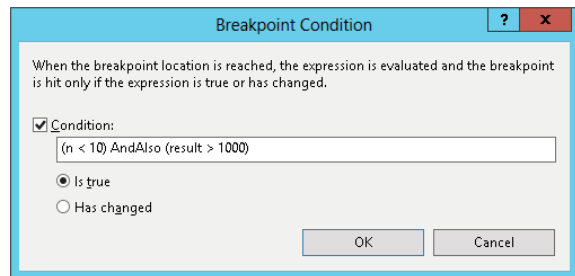 Breakpoint Condition
? x
When the breakpoint location is reached, the expression is evaluated and the breakpoint
is hit only if the expression is true or has changed.
Condition:
(n < 10) AndAlso (result > 1000)
Is true
Has changed
OK Cancel